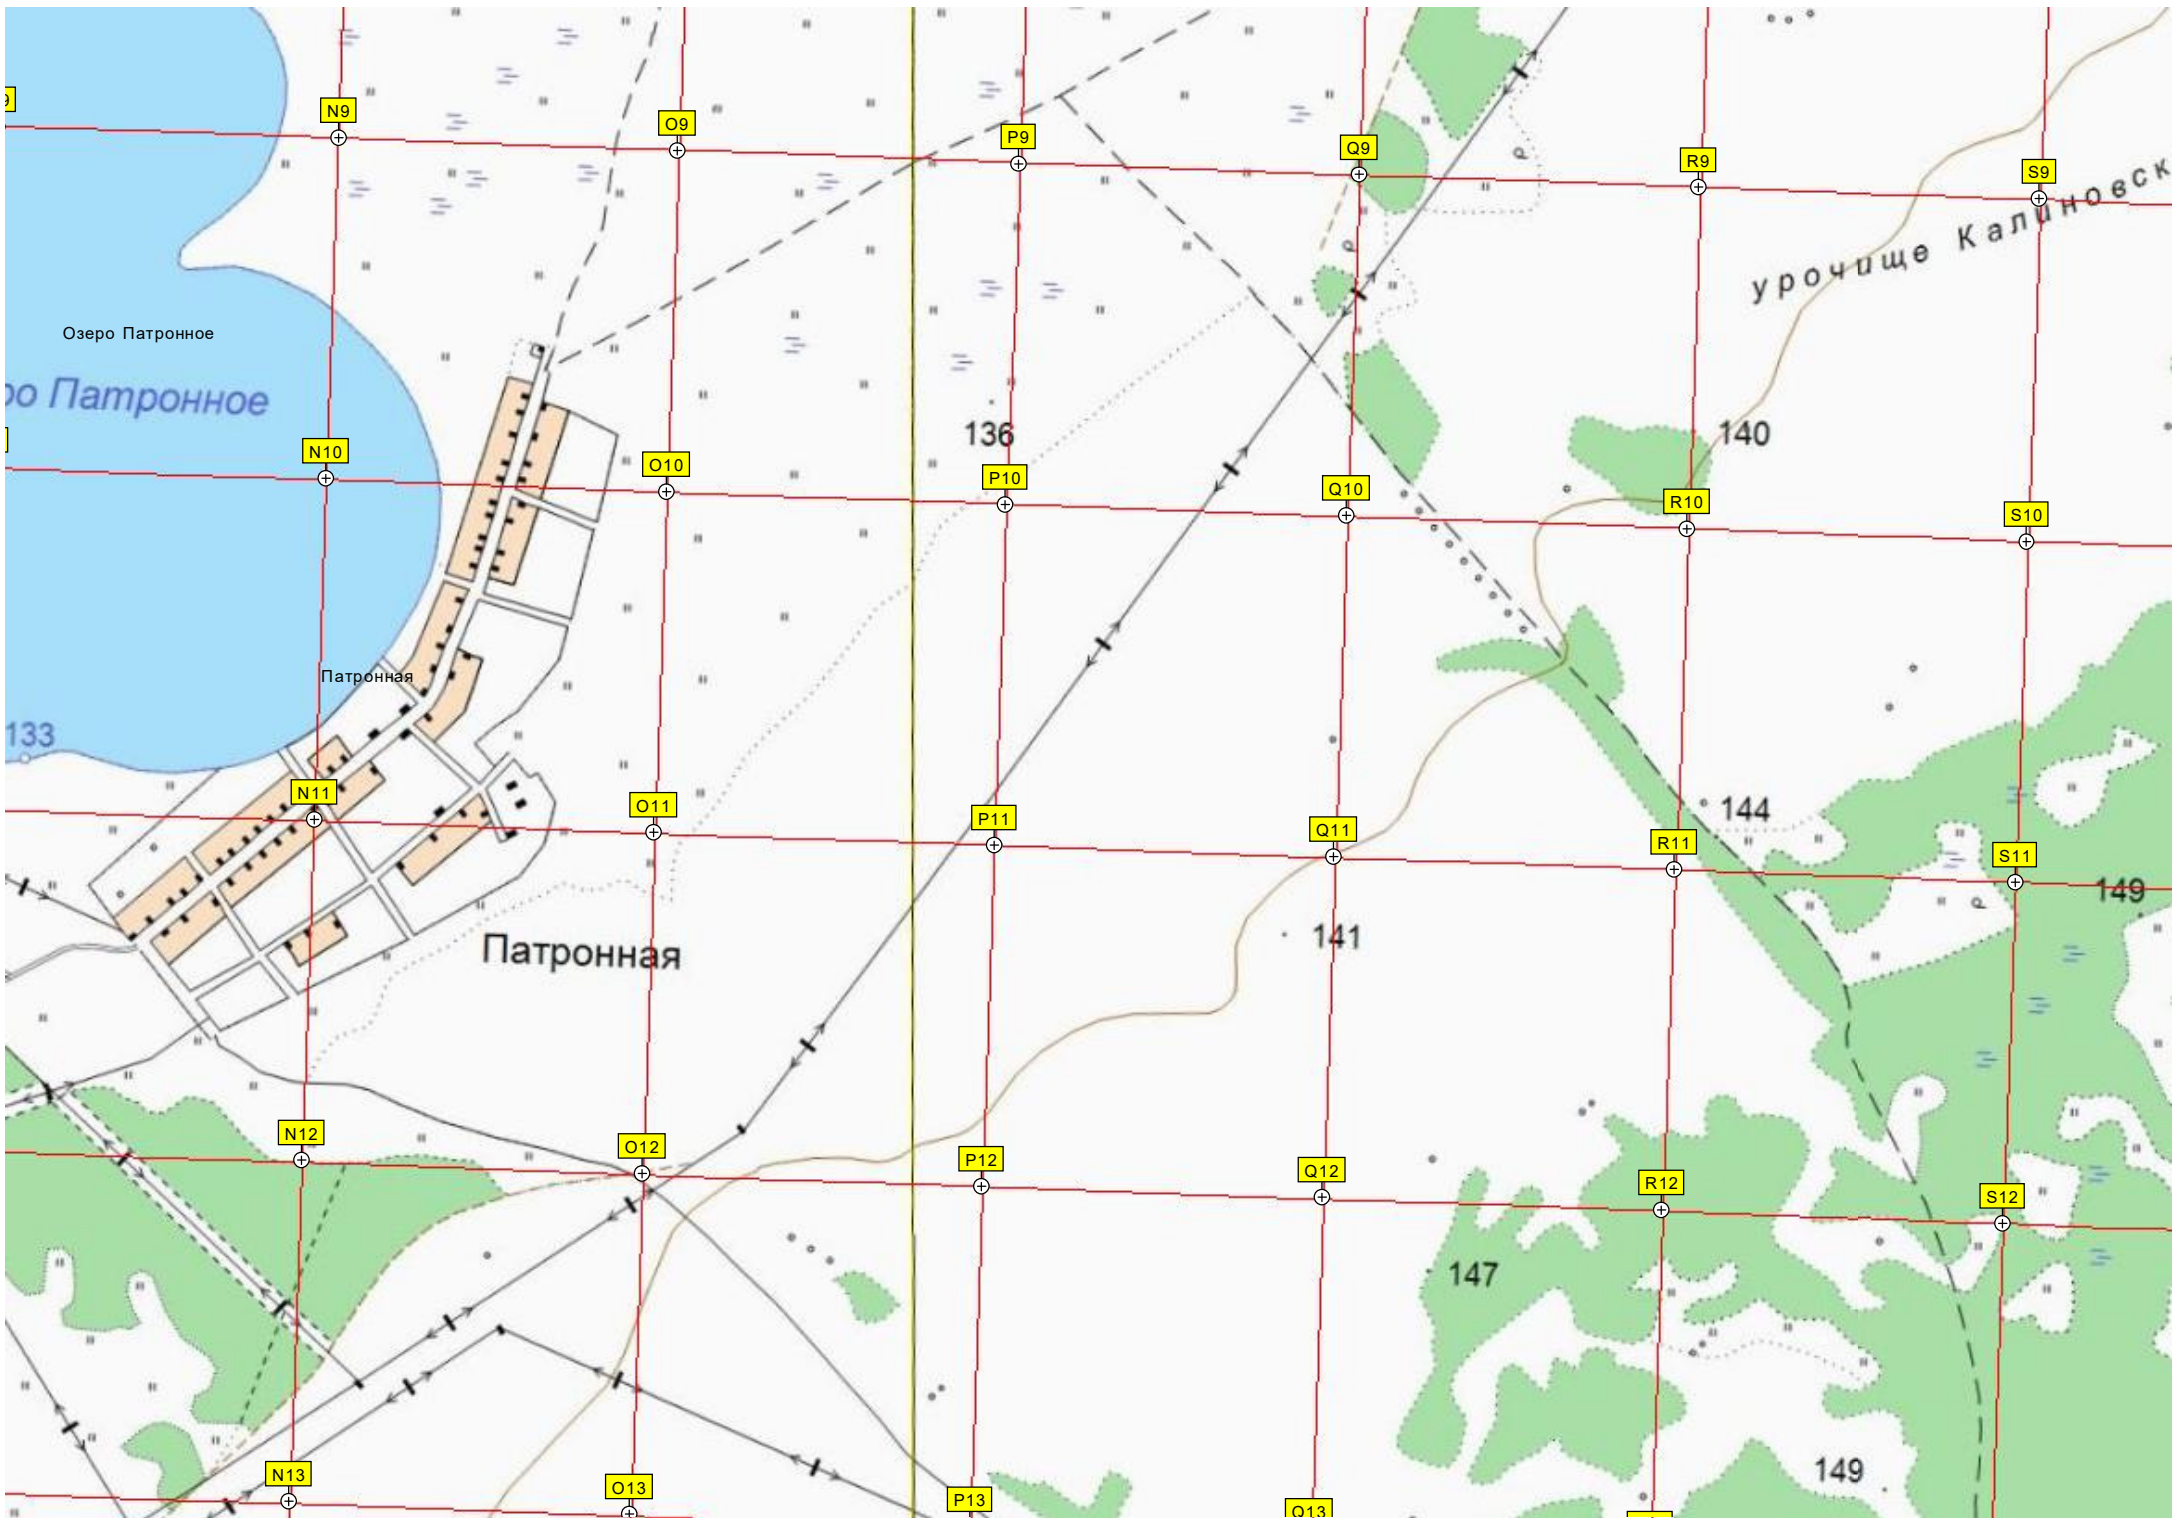 9
N9
O9
P9
Q9
R9
S9
урочище Калиновск
Озеро Патронное
ро Патронное
136
140
N10
O10
P10
Q10
R10
S10
Патронная
133
144
N11
O11
P11
Q11
R11
S11
149
141
Патронная
N12
O12
P12
Q12
R12
S12
147
149
N13
O13
P13
Q13